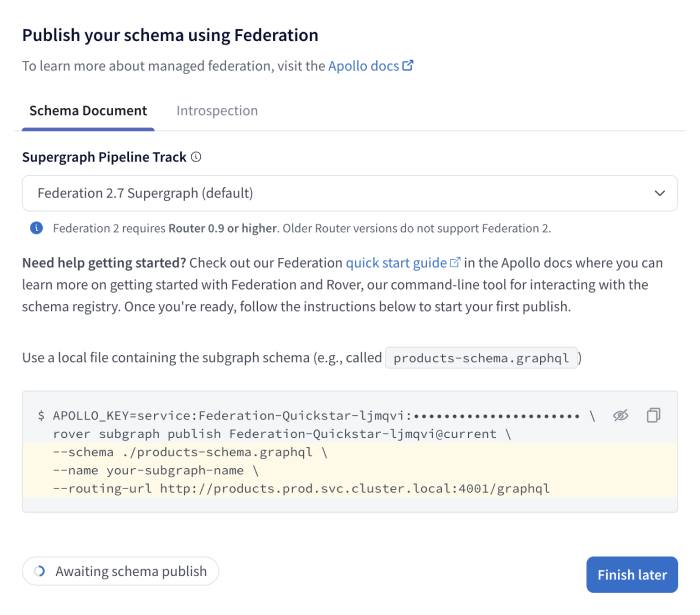 Publish your schema using Federation
To learn more about managed federation, visit the Apollo docs
Schema Document Introspection
Supergraph Pipeline Track
Federation 2.7 Supergraph (default)
Federation 2 requires Router 0.9 or higher. Older Router versions do not support Federation 2.
Need help getting started? Check out our Federation quick start guide in the Apollo docs where you can
learn more on getting started with Federation and Rover, our command-line tool for interacting with the
schema registry. Once you're ready, follow the instructions below to start your first publish.
Use a local file containing the subgraph schema (e.g., called products-schema.graphql )
$ APOLLO_KEY=service:Federation-Quickstar-ljmqvi:•••••••••••••••••••••• \
rover subgraph publish Federation-Quickstar-ljmqvi@current \
--schema ./products-schema.graphql \
--name your-subgraph-name \
--routing-url http://products.prod.svc.cluster.local:4001/graphql
Awaiting schema publish
Finish later